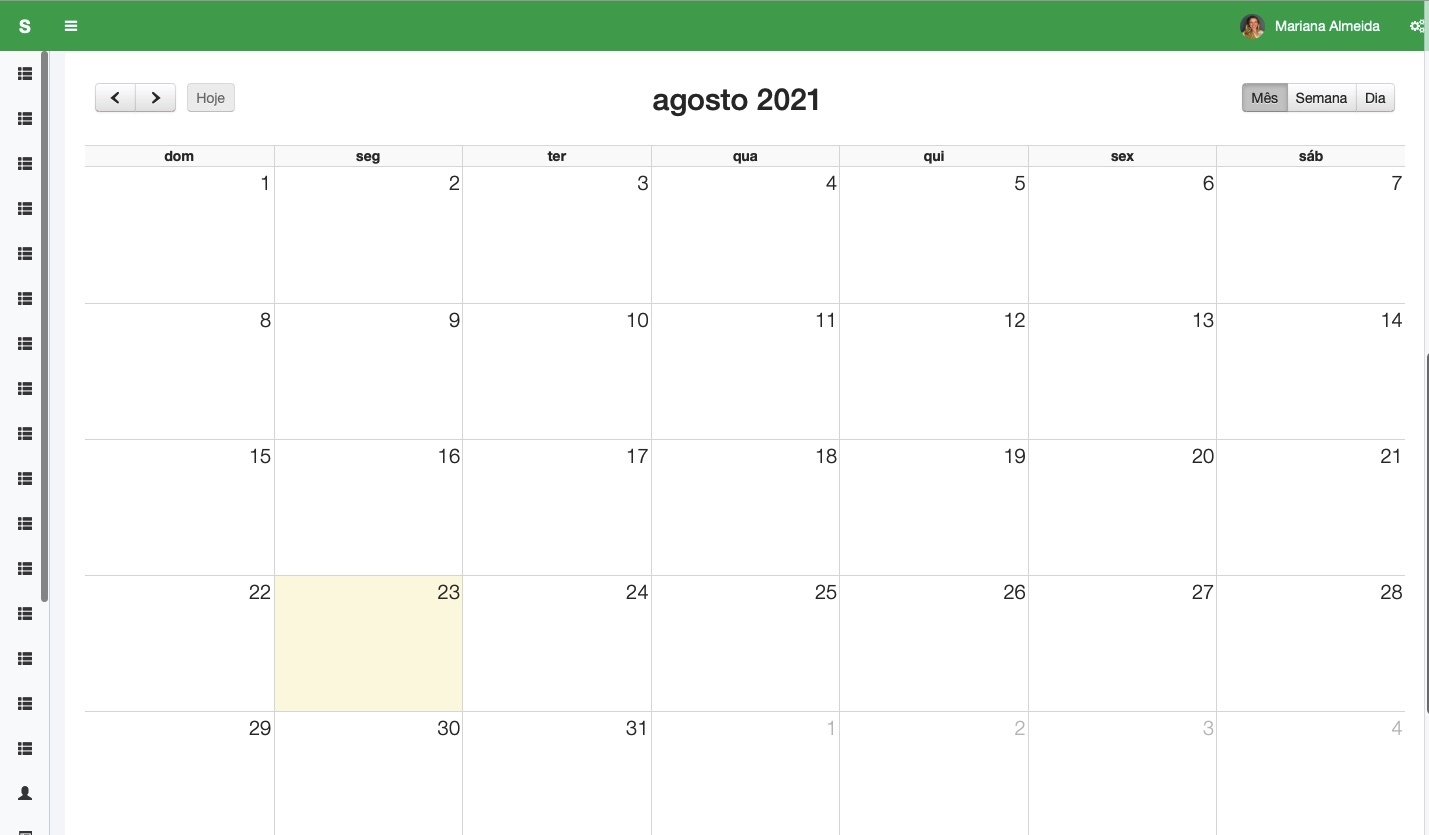 S Mariana Almeida
Hoje agosto 2021 Mês Semana Dia
dom seg ter qua qui sex sáb
1 2 3 4 5 6 7
8 9 10 11 12 13 14
15 16 17 18 19 20 21
22 23 24 25 26 27 28
29 30 31 1 2 3 4